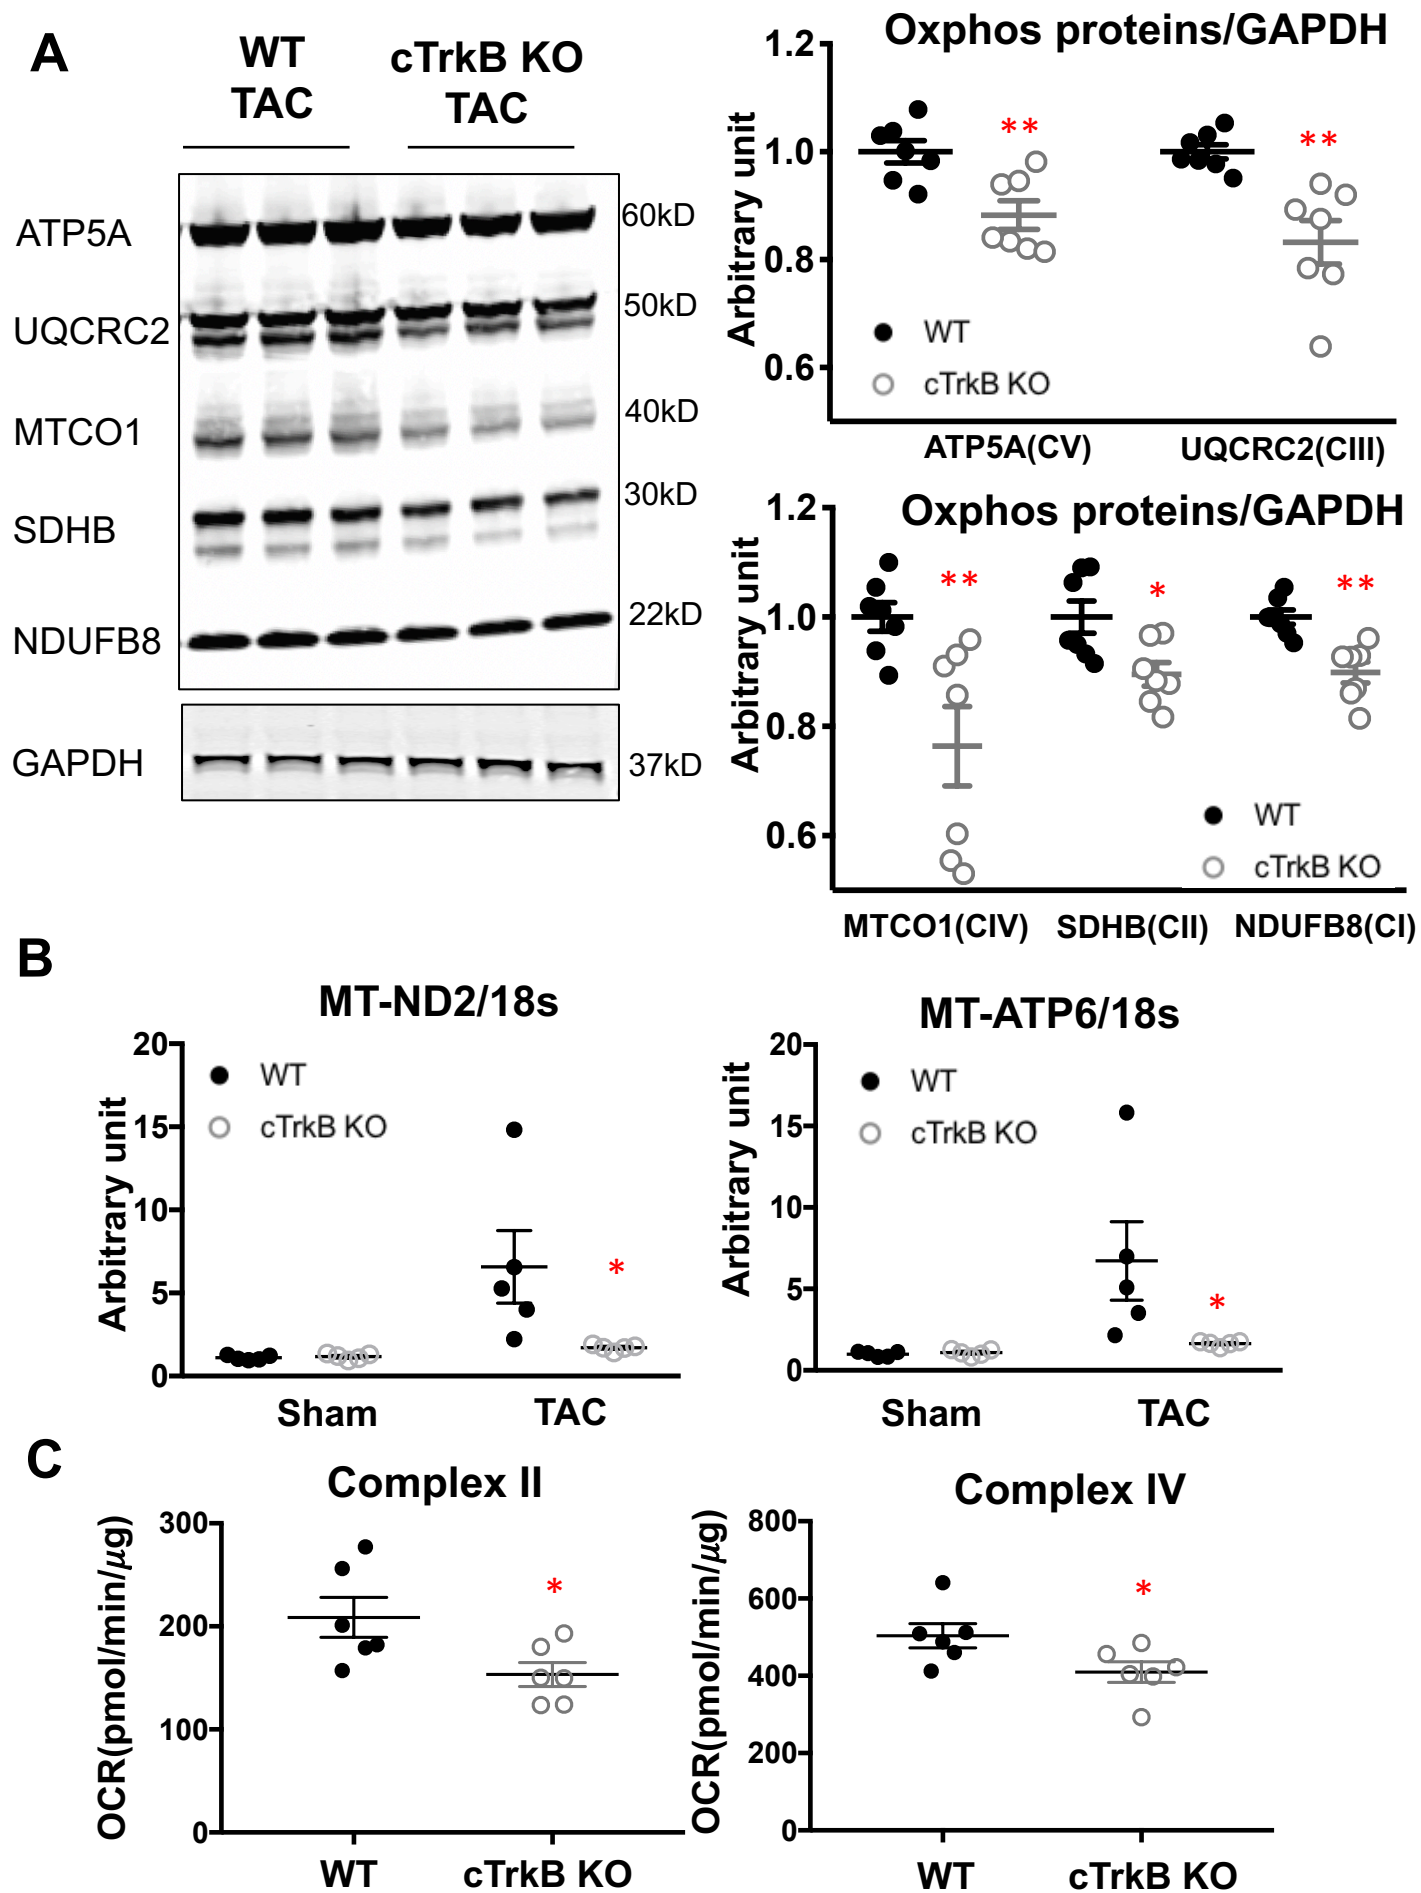 A
WT
TAC
cTrkB KO
TAC
ATP5A
UQCRC2
MTCO1
SDHB
NDUFB8
GAPDH
60kD
50kD
40kD
30kD
22kD
37kD
Oxphos proteins/GAPDH
Arbitrary unit
1.2
1.0
0.8
0.6
**
**
WT
cTrkB KO
ATP5A(CV)
UQCRC2(CIII)
Oxphos proteins/GAPDH
Arbitrary unit
1.2
1.0
0.8
0.6
**
*
**
WT
cTrkB KO
MTCO1(CIV)
SDHB(CII)
NDUFB8(CI)
B
MT-ND2/18s
Arbitrary unit
20
15
10
5
0
WT
cTrkB KO
*
Sham
TAC
MT-ATP6/18s
Arbitrary unit
20
15
10
5
0
WT
cTrkB KO
*
Sham
TAC
C
Complex II
OCR(pmol/min/μg)
300
200
100
0
*
WT
cTrkB KO
Complex IV
OCR(pmol/min/μg)
800
600
400
200
0
*
WT
cTrkB KO